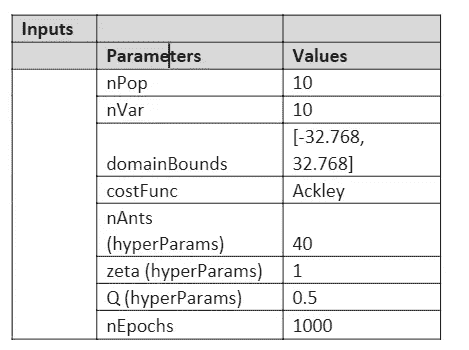 Inputs
Parameters Values
nPop 10
nVar 10
[-32.768,
domainBounds 32.768]
costFunc Ackley
nAnts
(hyperParams) 40
zeta (hyperParams) 1
Q (hyperParams) 0.5
nEpochs 1000